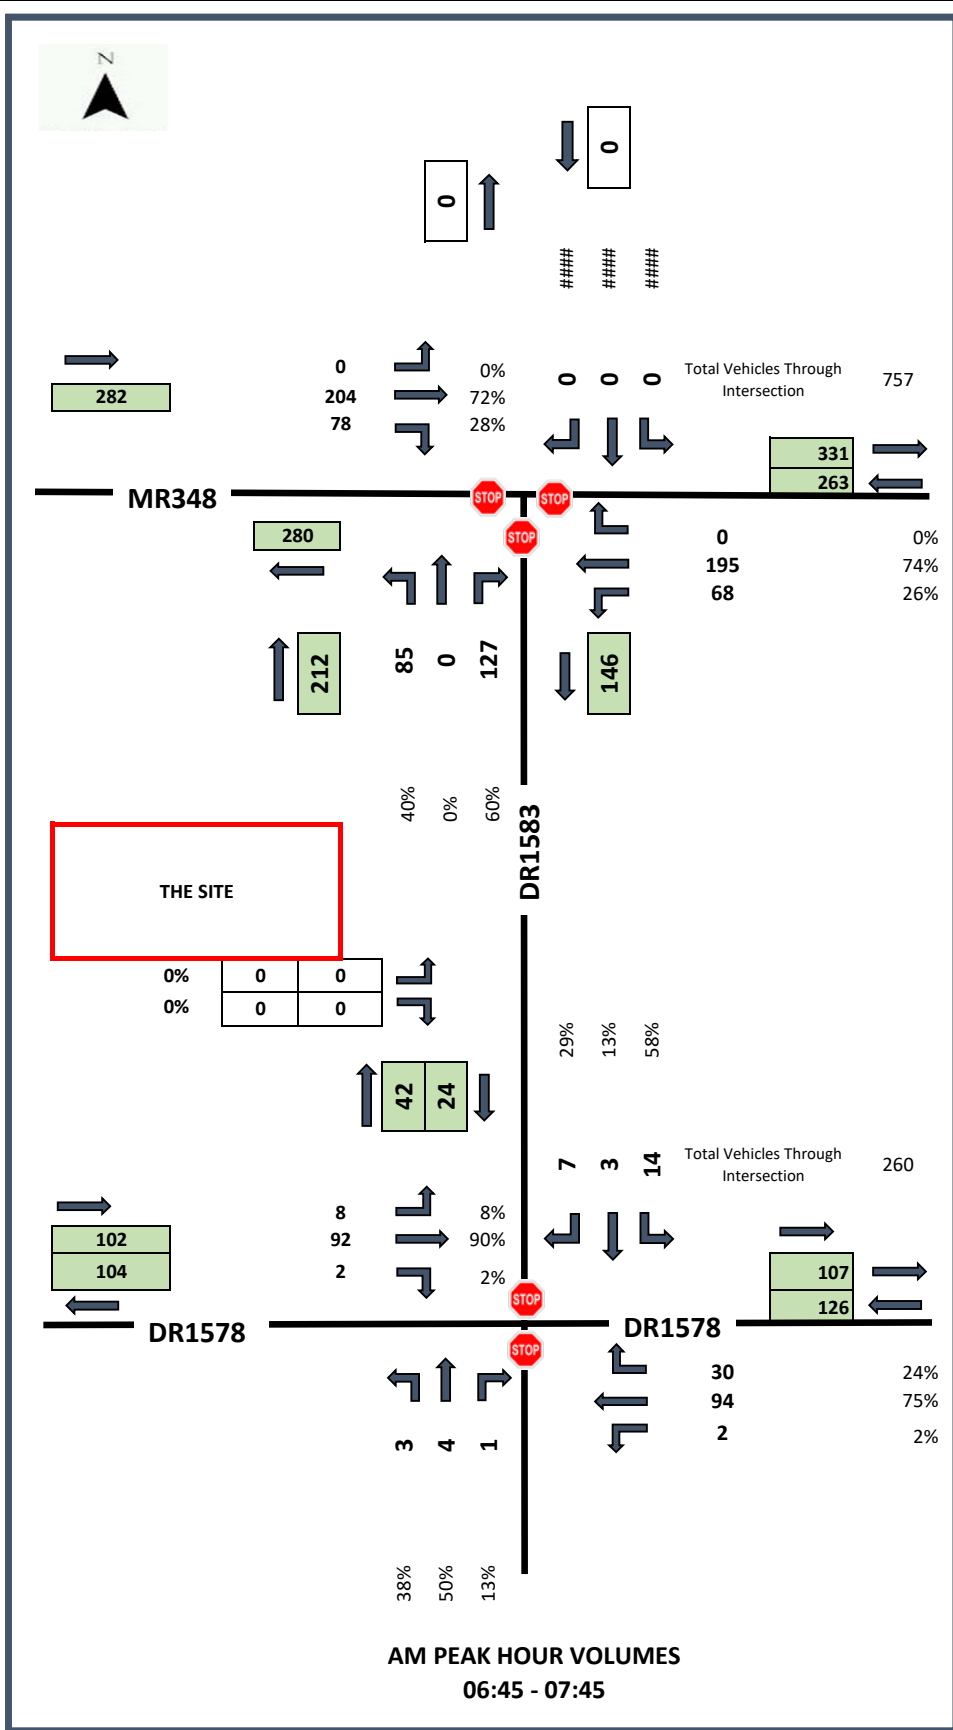 N
0
0
#### #### ####
0 0% 0 0 0 Total Vehicles Through
Intersection 757
282 204 72%
78 28%
331
263
MR348 STOP STOP
STOP
280
0 0%
195 74%
68 26%
212 85 0 127 146
40% 0% 60%
DR1583
THE SITE
0% 0 0
0% 0 0
29% 13% 58%
42 24
7 3 14 Total Vehicles Through
Intersection 260
8 8%
102 92 90%
104 2 2%
107
126
STOP
DR1578 DR1578
STOP
30 24%
94 75%
2 2%
3 4 1
38% 50% 13%
AM PEAK HOUR VOLUMES
06:45 - 07:45